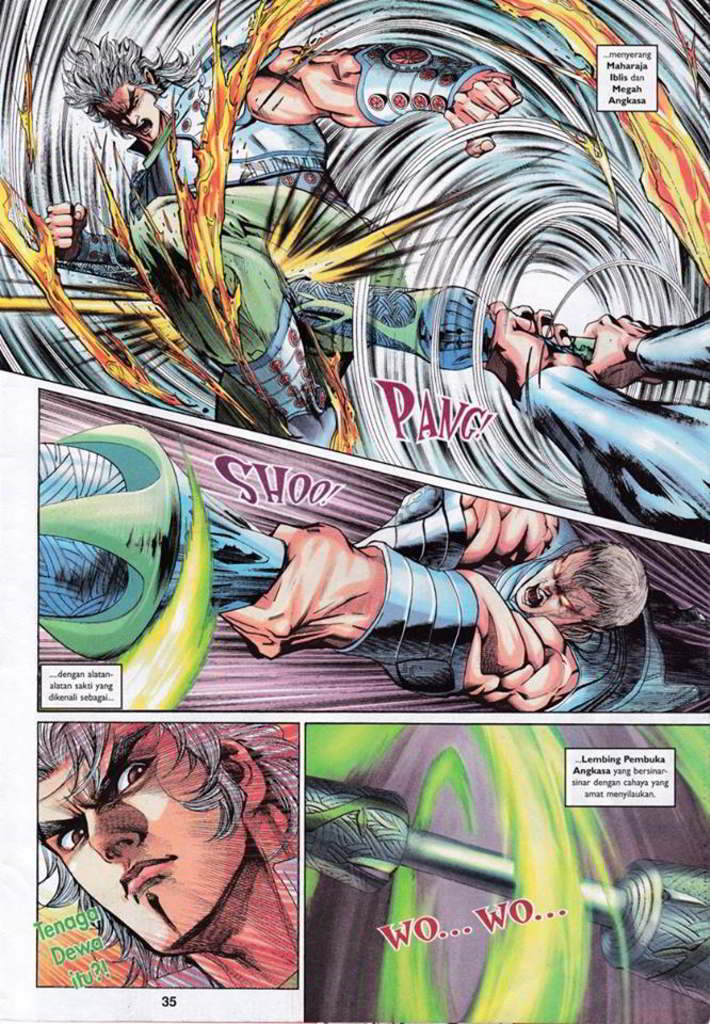 ...menyerang
Maharaja
Iblis dan
Megah
Angkasa
PANG!
SHOO!
....dengan alatan-
alatan sakti yang
dikenali sebagai...
Tenaga
Dewa
itu?!
...Lembing Pembuka
Angkasa yang bersinar-
sinar dengan cahaya yang
amat menyilaukan.
WO... WO...
35